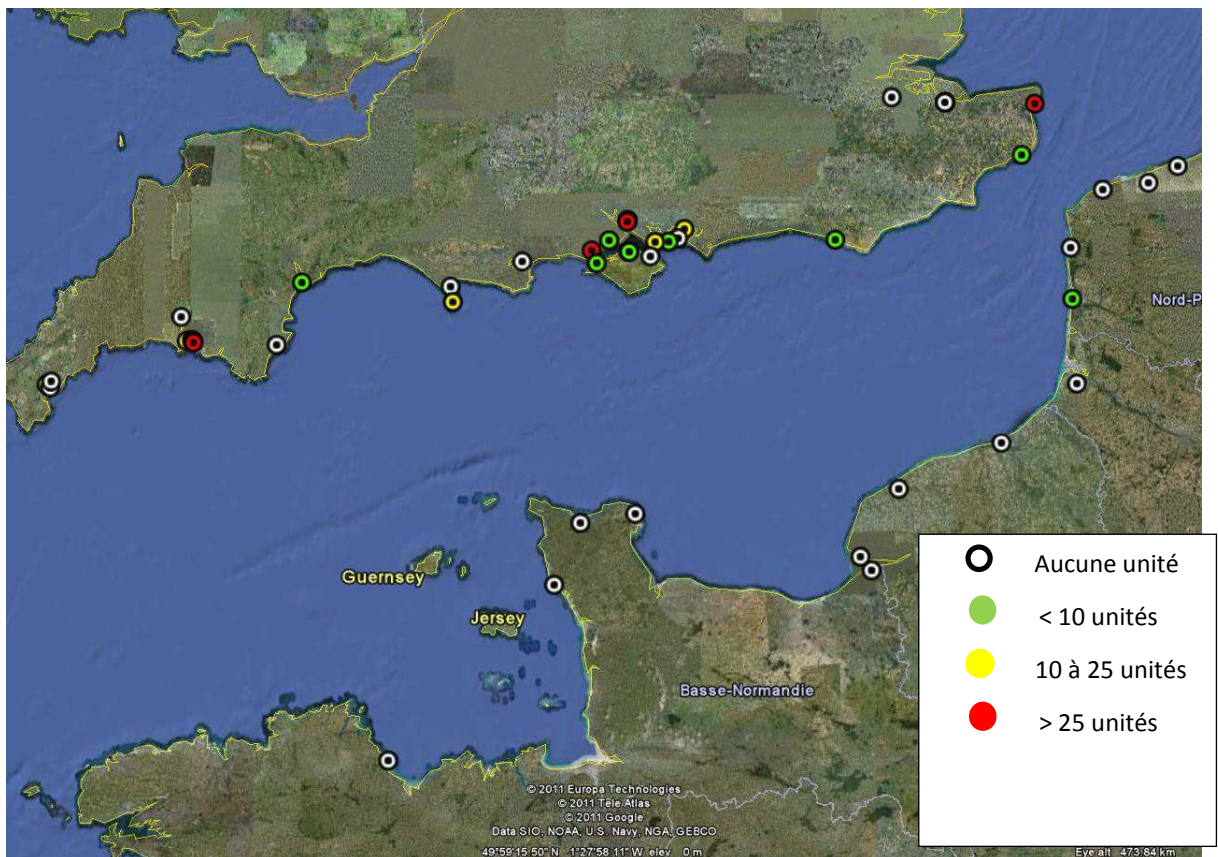 Nord-P
Guernsey
Jersey
Basse-Normandie
Aucune unité
< 10 unités
10 à 25 unités
> 25 unités
© 2011 Europa Technologies
© 2011 Tele Atlas
© 2011 Google
Data SIO, NOAA, U.S. Navy, NGA, GEBCO
49°59'15.50" N 1°27'58.11" W elev 0 m
Eye alt 473.84 km